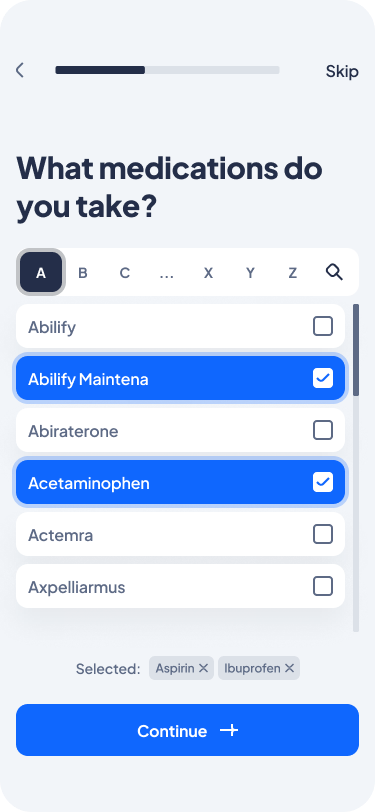 Skip
What medications do
you take?
A B C ... X Y Z
Abilify
Abilify Maintena
Abiraterone
Acetaminophen
Actemra
Axpelliarmus
Selected: Aspirin Ibuprofen
Continue